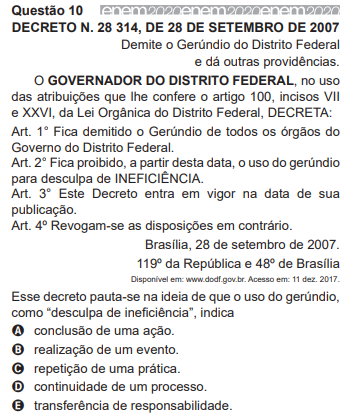 Questão 10 enem2020enem2020enem2020
DECRETO N. 28 314, DE 28 DE SETEMBRO DE 2007
Demite o Gerúndio do Distrito Federal
e dá outras providências.
O GOVERNADOR DO DISTRITO FEDERAL, no uso
das atribuições que lhe confere o artigo 100, incisos VII
e XXVI, da Lei Orgânica do Distrito Federal, DECRETA:
Art. 1° Fica demitido o Gerúndio de todos os órgãos do
Governo do Distrito Federal.
Art. 2° Fica proibido, a partir desta data, o uso do gerúndio
para desculpa de INEFICIÊNCIA.
Art. 3° Este Decreto entra em vigor na data de sua
publicação.
Art. 4º Revogam-se as disposições em contrário.
Brasília, 28 de setembro de 2007.
119º da República e 48º de Brasília
Disponível em: www.dodf.gov.br. Acesso em: 11 dez. 2017.
Esse decreto pauta-se na ideia de que o uso do gerúndio,
como “desculpa de ineficiência”, indica
A conclusão de uma ação.
B realização de um evento.
C repetição de uma prática.
D continuidade de um processo.
E transferência de responsabilidade.